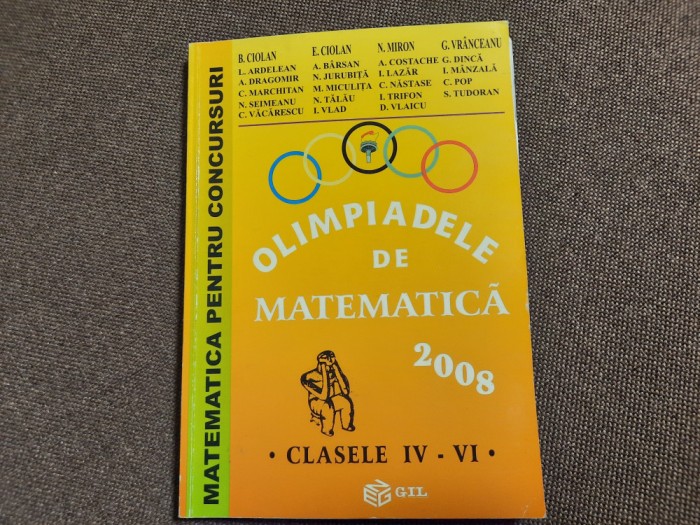 B. CIOLAN E. CIOLAN N. MIRON G. VRÂNCEANU
L. ARDELEAN A. BÂRSAN A. COSTACHE G. DINCĂ
A. DRAGOMIR N. JURUBIȚĂ I. LAZĂR I. MÂNZALĂ
C. MARCHITAN M. MICULIȚA C. NĂSTASE C. POP
N. SEIMEANU N. TĂLĂU I. TRIFON S. TUDORAN
C. VĂCĂRESCU I. VLAD D. VLAICU
MATEMATICA PENTRU CONCURSURI
OLIMPIADELE
DE
MATEMATICĂ
2008
• CLASELE IV - VI •
GIL